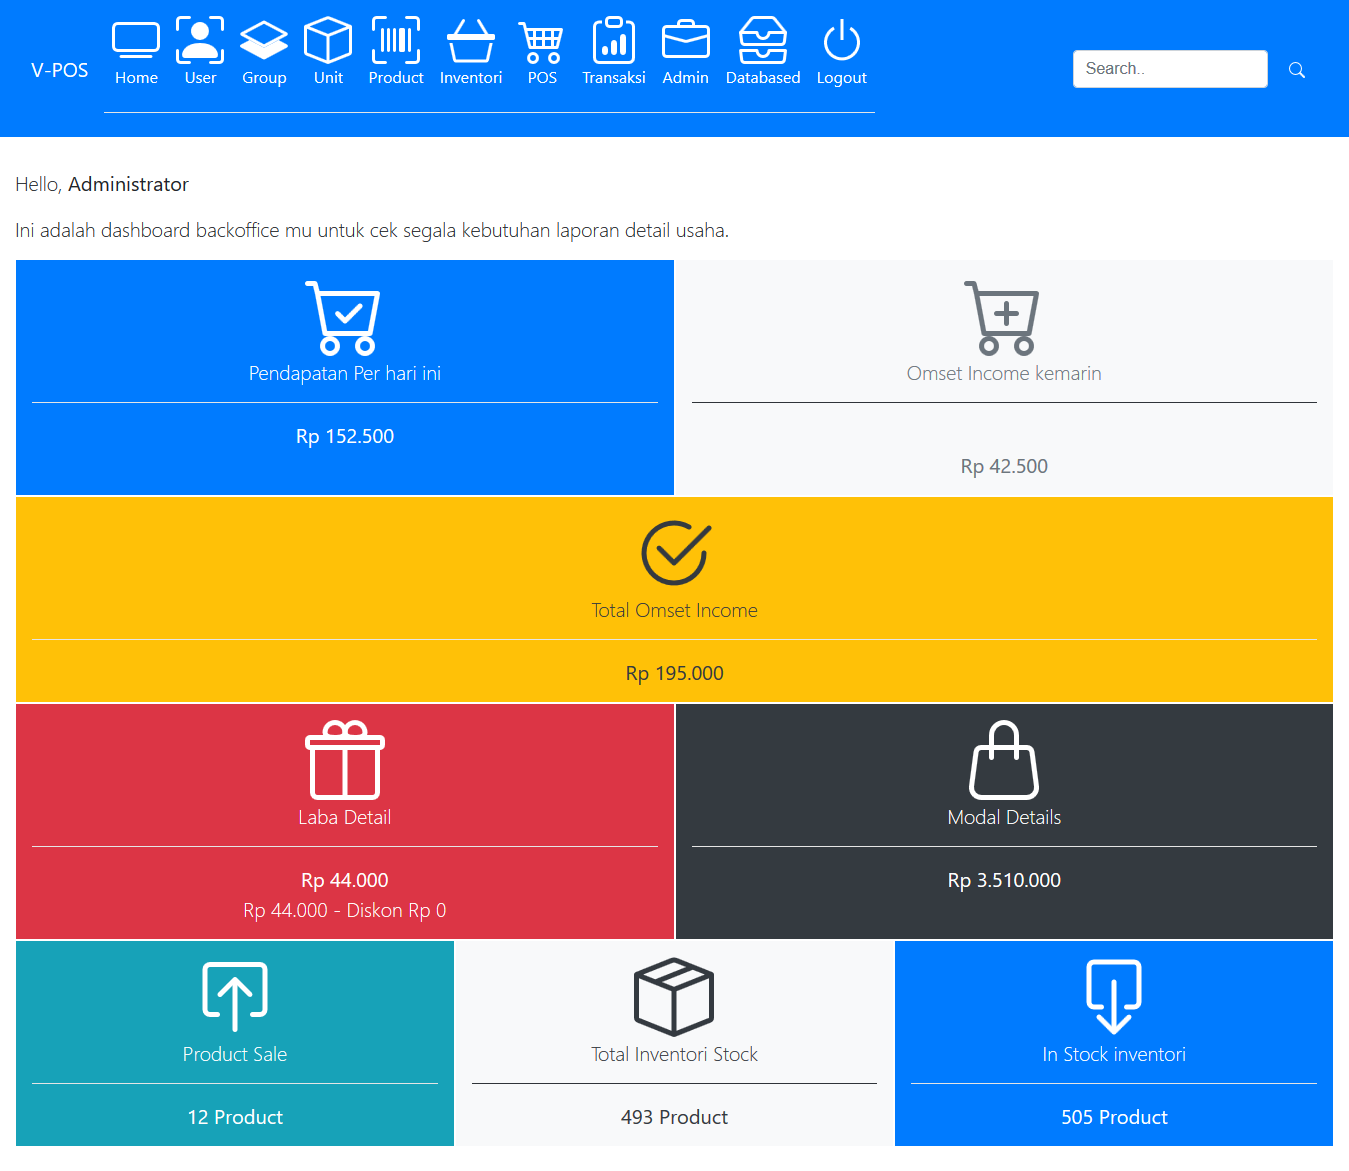 V-POS
Home User Group Unit Product Inventori POS Transaksi Admin Databased Logout
Search..
Hello, Administrator
Ini adalah dashboard backoffice mu untuk cek segala kebutuhan laporan detail usaha.
Pendapatan Per hari ini
Rp 152.500
Omset Income kemarin
Rp 42.500
Total Omset Income
Rp 195.000
Laba Detail
Rp 44.000
Rp 44.000 - Diskon Rp 0
Modal Details
Rp 3.510.000
Product Sale
12 Product
Total Inventori Stock
493 Product
In Stock inventori
505 Product